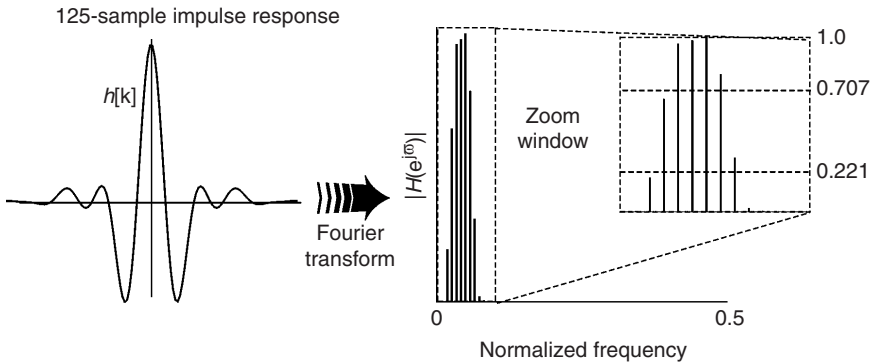 125-sample impulse response
h[k]
Fourier
transform
|H(e^jϖ)|
Zoom
window
1.0
0.707
0.221
0
0.5
Normalized frequency